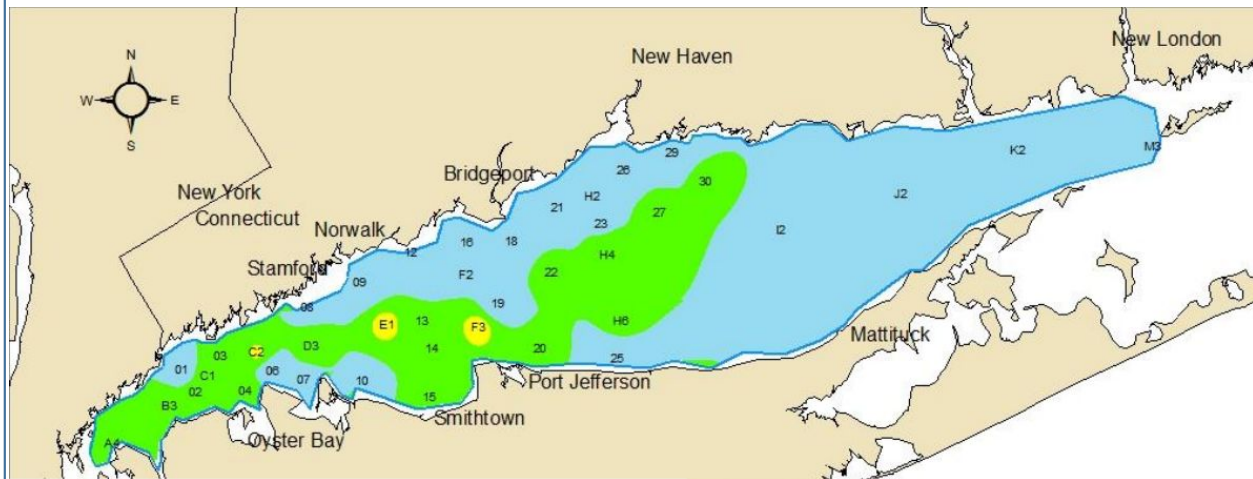 New London
New Haven
N
W E
S
29
K2
M3
26
Bridgeport
30
New York
H2
J2
21
27
Connecticut
23
I2
Norwalk
16
18
12
H4
Stamford
F2
22
09
19
08
E1
13
F3
H6
Mattituck
D3
14
20
C2
03
25
01
06
C1
07
10
Port Jefferson
02
04
15
B3
Smithtown
A4
Oyster Bay